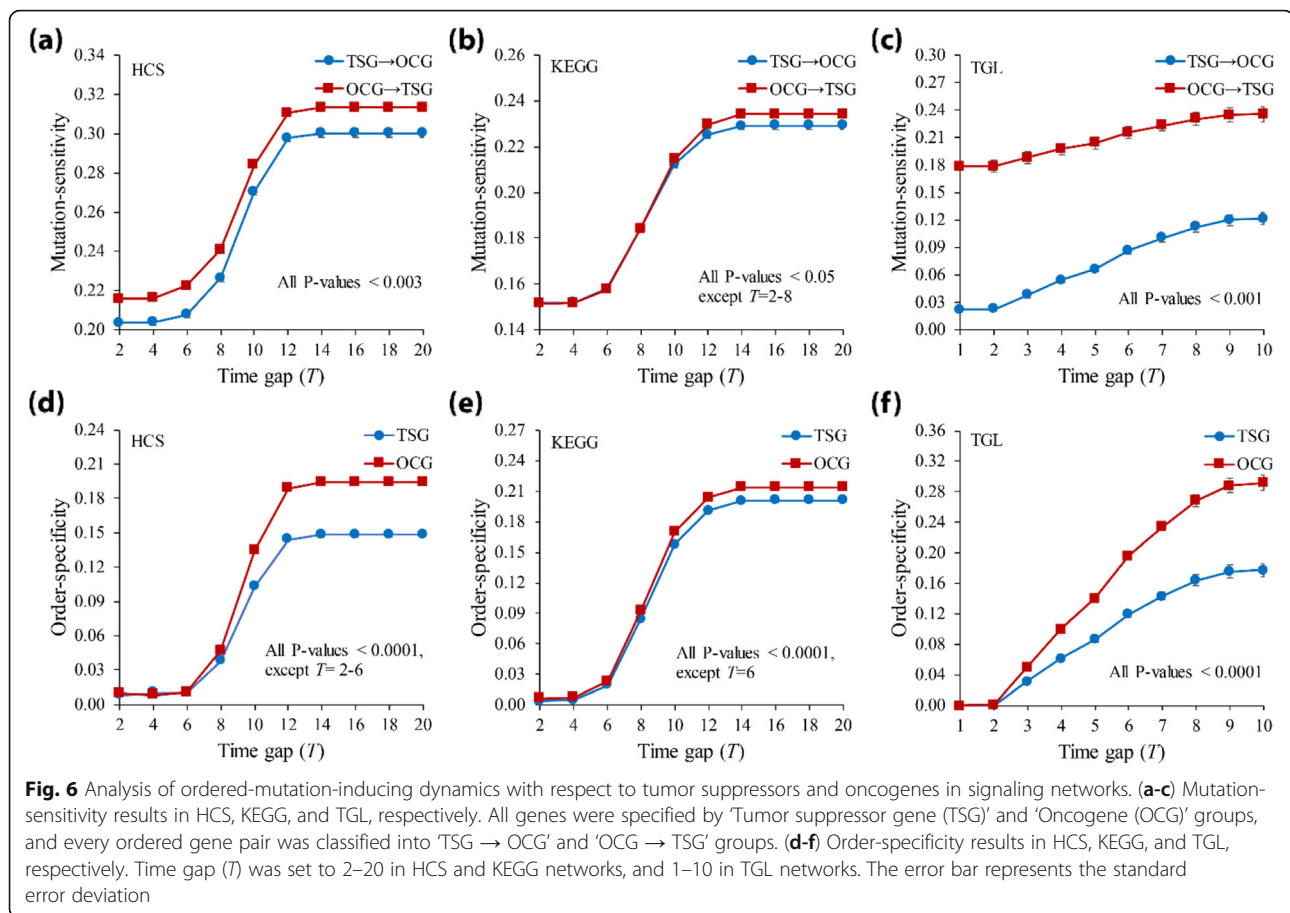 (a)
HCS
TSG→OCG
OCG→TSG
Mutation-sensitivity
0.34
0.32
0.30
0.28
0.26
0.24
0.22
0.20
All P-values < 0.003
2 4 6 8 10 12 14 16 18 20
Time gap (T)
(b)
KEGG
TSG→OCG
OCG→TSG
Mutation-sensitivity
0.26
0.24
0.22
0.20
0.18
0.16
0.14
All P-values < 0.05
except T=2-8
2 4 6 8 10 12 14 16 18 20
Time gap (T)
(c)
TGL
TSG→OCG
OCG→TSG
Mutation-sensitivity
0.30
0.27
0.24
0.21
0.18
0.15
0.12
0.09
0.06
0.03
0.00
All P-values < 0.001
1 2 3 4 5 6 7 8 9 10
Time gap (T)
(d)
HCS
TSG
OCG
Order-specificity
0.24
0.21
0.18
0.15
0.12
0.09
0.06
0.03
0.00
All P-values < 0.0001,
except T= 2-6
2 4 6 8 10 12 14 16 18 20
Time gap (T)
(e)
KEGG
TSG
OCG
Order-specificity
0.27
0.24
0.21
0.18
0.15
0.12
0.09
0.06
0.03
0.00
All P-values < 0.0001,
except T=6
2 4 6 8 10 12 14 16 18 20
Time gap (T)
(f)
TGL
TSG
OCG
Order-specificity
0.36
0.32
0.28
0.24
0.20
0.16
0.12
0.08
0.04
0.00
All P-values < 0.0001
1 2 3 4 5 6 7 8 9 10
Time gap (T)
Fig. 6 Analysis of ordered-mutation-inducing dynamics with respect to tumor suppressors and oncogenes in signaling networks. (a-c) Mutation-
sensitivity results in HCS, KEGG, and TGL, respectively. All genes were specified by ‘Tumor suppressor gene (TSG)’ and ‘Oncogene (OCG)’ groups,
and every ordered gene pair was classified into ‘TSG → OCG’ and ‘OCG → TSG’ groups. (d-f) Order-specificity results in HCS, KEGG, and TGL,
respectively. Time gap (T) was set to 2–20 in HCS and KEGG networks, and 1–10 in TGL networks. The error bar represents the standard
error deviation